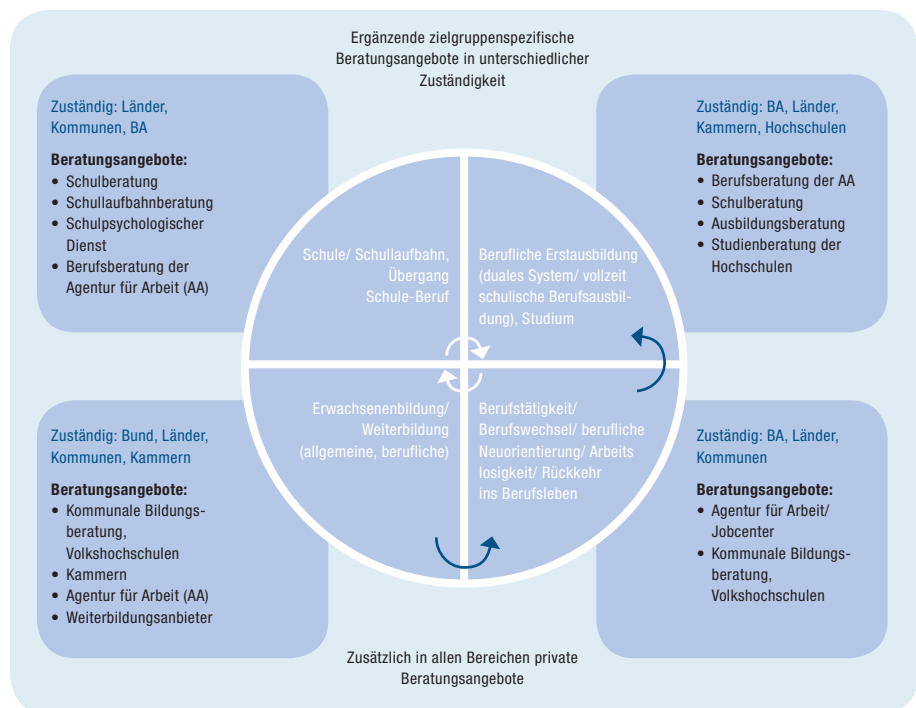 Ergänzende zielgruppenspezifische
Beratungsangebote in unterschiedlicher
Zuständigkeit
Zuständig: Länder,
Kommunen, BA
Beratungsangebote:
• Schulberatung
• Schullaufbahnberatung
• Schulpsychologischer
Dienst
• Berufsberatung der
Agentur für Arbeit (AA)
Zuständig: BA, Länder,
Kammern, Hochschulen
Beratungsangebote:
• Berufsberatung der AA
• Schulberatung
• Ausbildungsberatung
• Studienberatung der
Hochschulen
Schule/ Schullaufbahn,
Übergang
Schule-Beruf
Berufliche Erstausbildung
(duales System/ vollzeit
schulische Berufsausbil-
dung), Studium
Erwachsenenbildung/
Weiterbildung
(allgemeine, berufliche)
Berufstätigkeit/
Berufswechsel/ berufliche
Neuorientierung/ Arbeits
losigkeit/ Rückkehr
ins Berufsleben
Zuständig: Bund, Länder,
Kommunen, Kammern
Beratungsangebote:
• Kommunale Bildungs-
beratung,
Volkshochschulen
• Kammern
• Agentur für Arbeit (AA)
• Weiterbildungsanbieter
Zuständig: BA, Länder,
Kommunen
Beratungsangebote:
• Agentur für Arbeit/
Jobcenter
• Kommunale Bildungs-
beratung,
Volkshochschulen
Zusätzlich in allen Bereichen private
Beratungsangebote